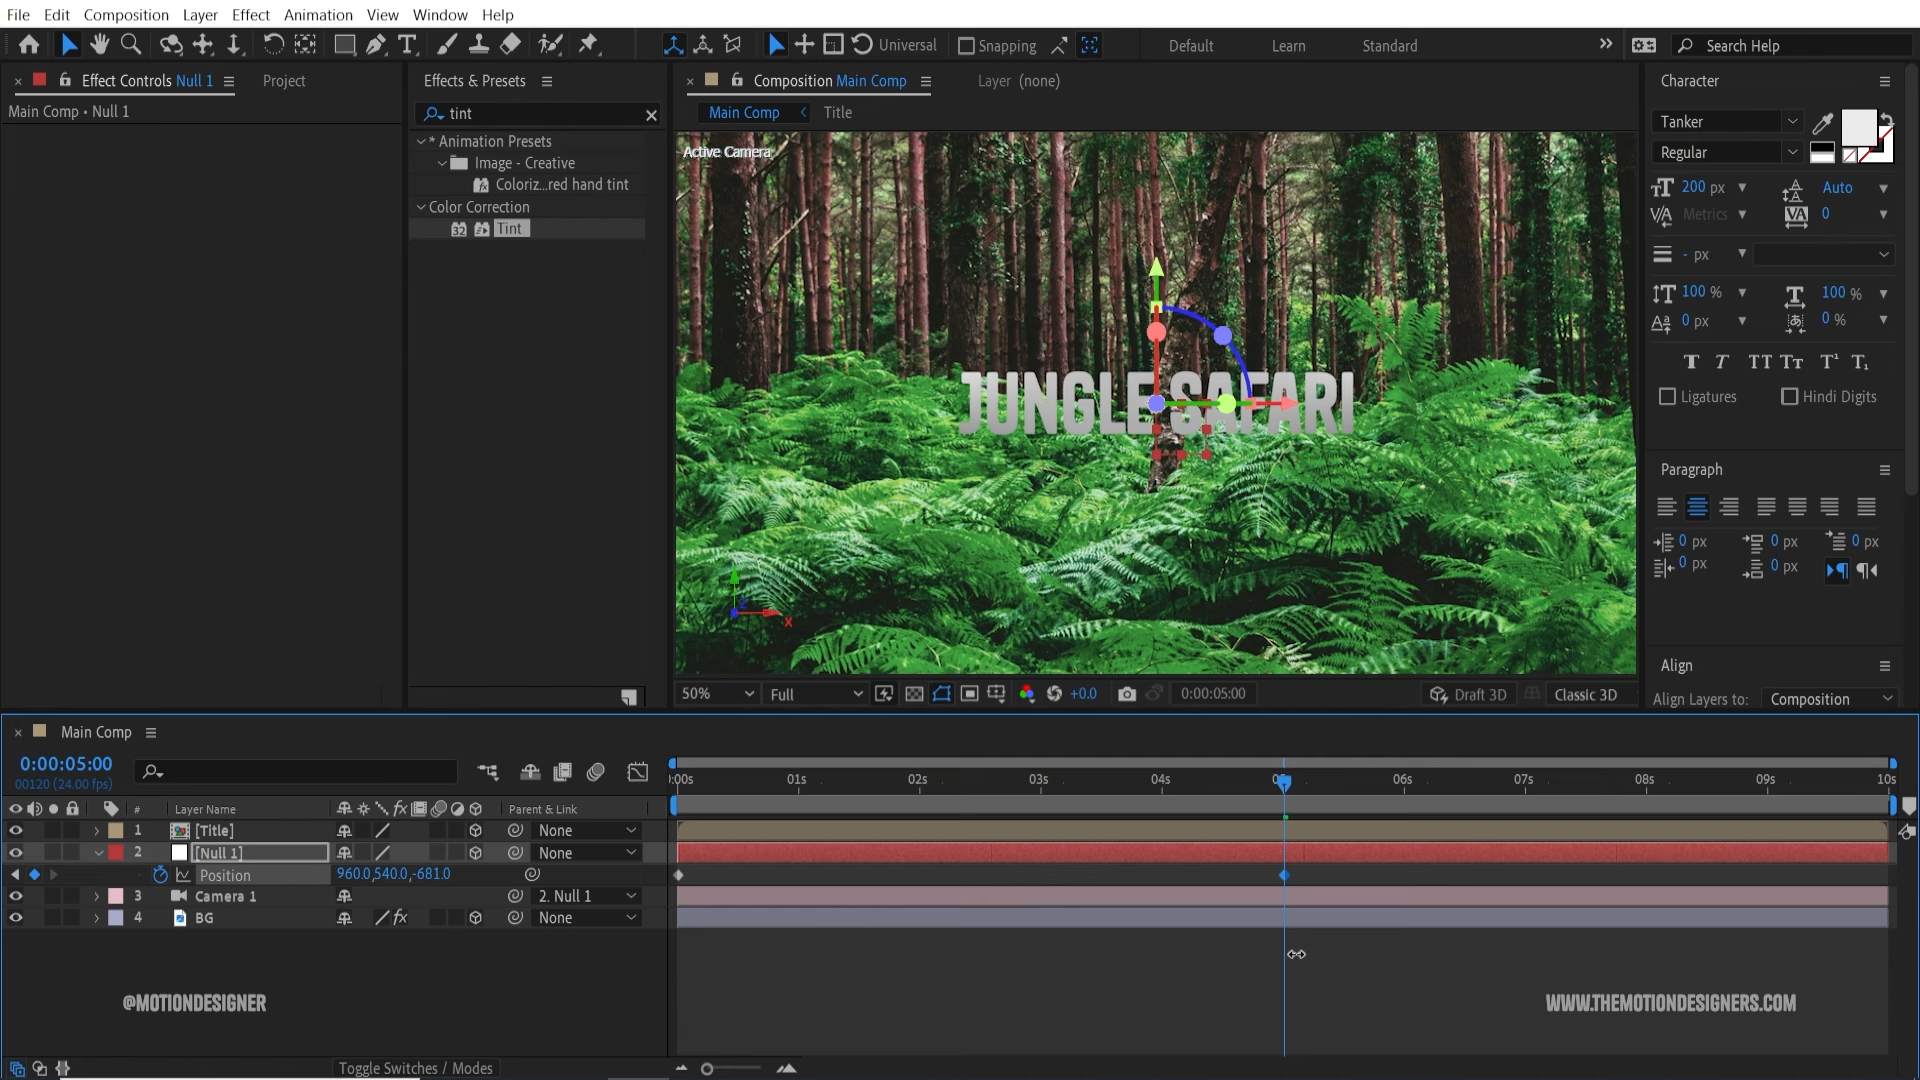 File Edit Composition Layer Effect Animation View Window Help
Universal Snapping Default Learn Standard Search Help
Effect Controls Null 1 Project
Main Comp • Null 1
Effects & Presets
tint
* Animation Presets
Image - Creative
Coloriz...red hand tint
Color Correction
32 Tint
Composition Main Comp Layer (none)
Main Comp Title
Active Camera
JUNGLE SAFARI
x
50% Full +0.0 0:00:05:00 Draft 3D Classic 3D
Character
Tanker
Regular
200 px Auto
Metrics 0
- px
100 % 100 %
0 px 0 %
Ligatures Hindi Digits
Paragraph
0 px 0 px 0 px
0 px 0 px
Align
Align Layers to: Composition
Main Comp
0:00:05:00
00120 (24.00 fps)
:00s 01s 02s 03s 04s 06s 07s 08s 09s 10s
# Layer Name Parent & Link
1 [Title] None
2 [Null 1] None
Position 960.0,540.0,-681.0
3 Camera 1 2. Null 1
4 BG None
@MOTIONDESIGNER
WWW.THEMOTIONDESIGNERS.COM
Toggle Switches / Modes